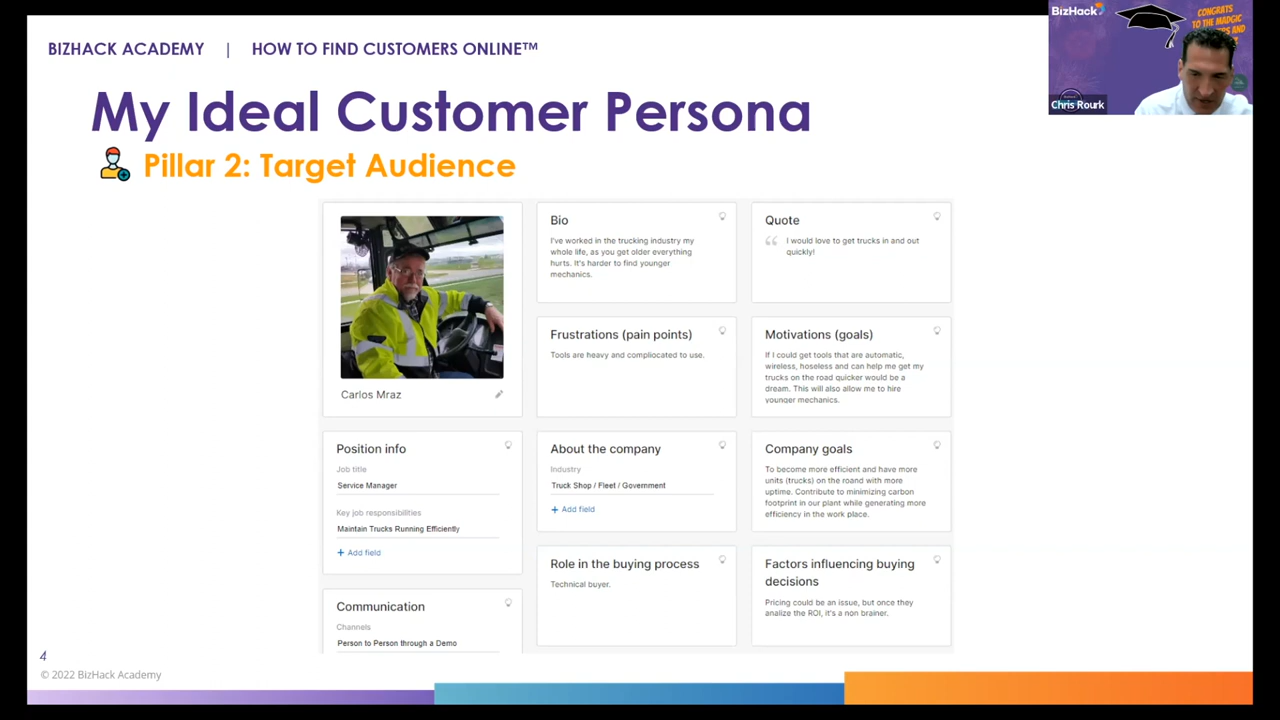 BIZHACK ACADEMY | HOW TO FIND CUSTOMERS ONLINE™
My Ideal Customer Persona
Pillar 2: Target Audience
BizHack
CONGRATS
TO THE MADGIC
AND
Chris Rourk
Carlos Mraz
Bio
I've worked in the trucking industry my
whole life, as you get older everything
hurts. It's harder to find younger
mechanics.
Quote
I would love to get trucks in and out
quickly!
Frustrations (pain points)
Tools are heavy and compliocated to use.
Motivations (goals)
If I could get tools that are automatic,
wireless, hoseless and can help me get my
trucks on the road quicker would be a
dream. This will also allow me to hire
younger mechanics.
Position info
Job title
Service Manager
Key job responsibilities
Maintain Trucks Running Efficiently
+ Add field
About the company
Industry
Truck Shop / Fleet / Government
+ Add field
Company goals
To become more efficient and have more
units (trucks) on the roand with more
uptime. Contribute to minimizing carbon
footprint in our plant while generating more
efficiency in the work place.
Role in the buying process
Technical buyer.
Factors influencing buying
decisions
Pricing could be an issue, but once they
analize the ROI, it's a non brainer.
Communication
Channels
Person to Person through a Demo
4
© 2022 BizHack Academy